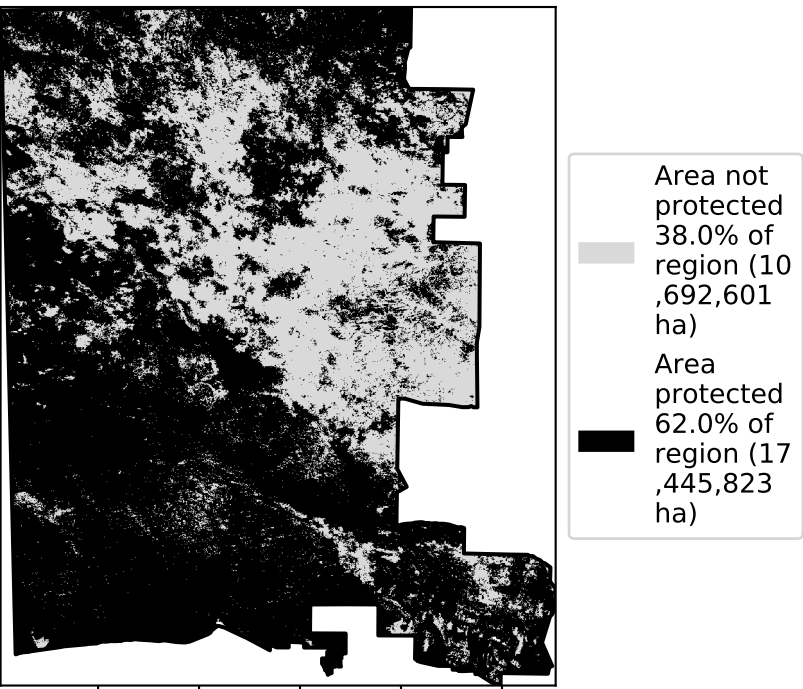 Area not
protected
38.0% of
region (10
,692,601
ha)
Area
protected
62.0% of
region (17
,445,823
ha)